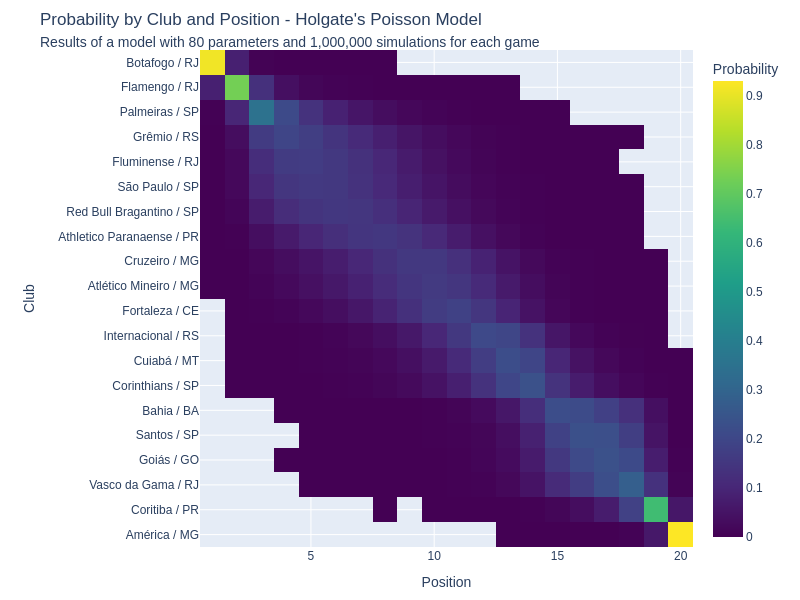 Probability by Club and Position - Holgate's Poisson Model
Results of a model with 80 parameters and 1,000,000 simulations for each game
Probability
Botafogo / RJ
Flamengo / RJ
Palmeiras / SP
Grêmio / RS
Fluminense / RJ
São Paulo / SP
Red Bull Bragantino / SP
Athletico Paranaense / PR
Cruzeiro / MG
Atlético Mineiro / MG
Fortaleza / CE
Internacional / RS
Cuiabá / MT
Corinthians / SP
Bahia / BA
Santos / SP
Goiás / GO
Vasco da Gama / RJ
Coritiba / PR
América / MG
Club
5
10
15
20
Position
0.9
0.8
0.7
0.6
0.5
0.4
0.3
0.2
0.1
0